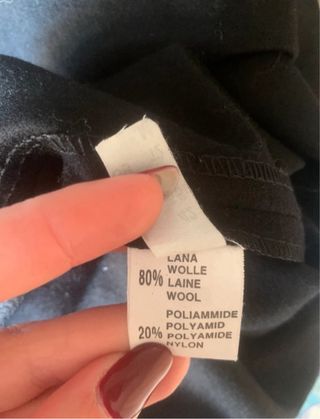 LANA
80% WOLLE
LAINE
WOOL
POLIAMMIDE
20% POLYAMID
POLYAMIDE
NYLON